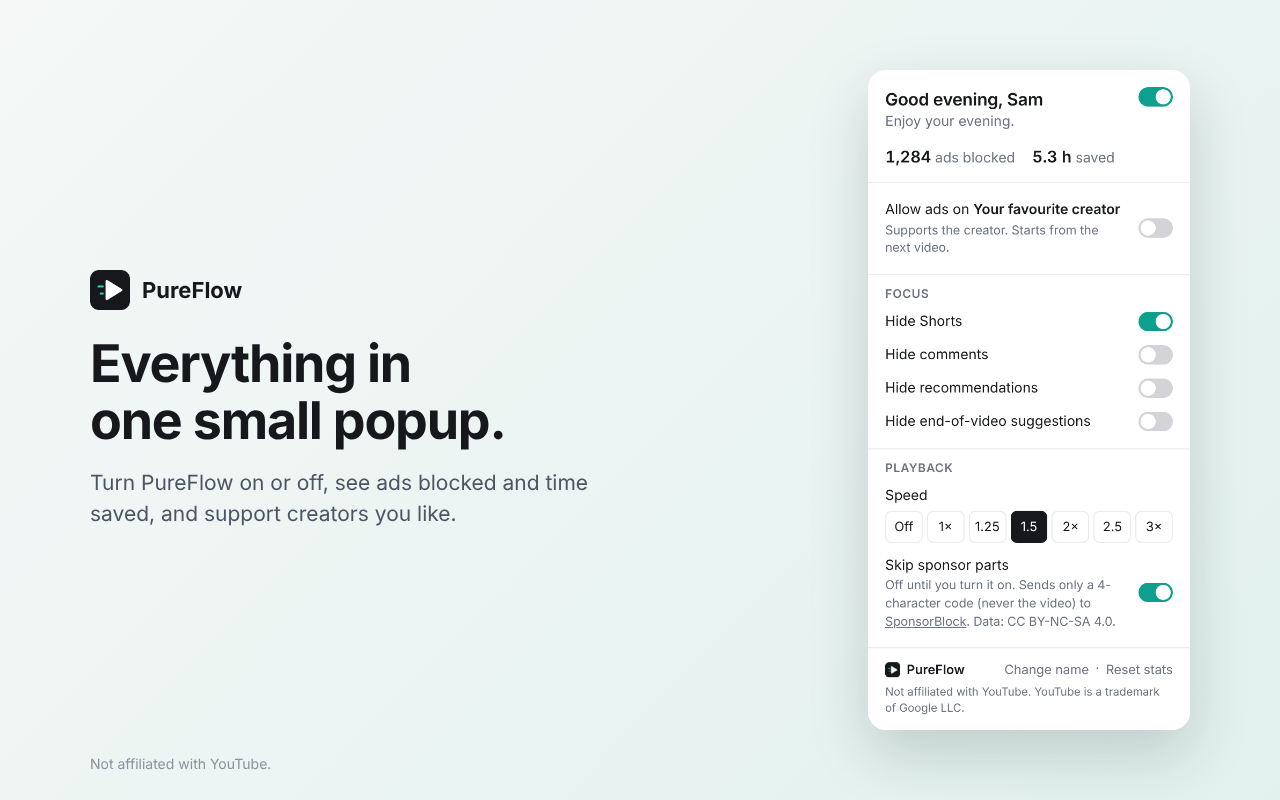 PureFlow
Everything in
one small popup.
Turn PureFlow on or off, see ads blocked and time
saved, and support creators you like.
Not affiliated with YouTube.
Good evening, Sam
Enjoy your evening.
1,284 ads blocked 5.3 h saved
Allow ads on Your favourite creator
Supports the creator. Starts from the
next video.
FOCUS
Hide Shorts
Hide comments
Hide recommendations
Hide end-of-video suggestions
PLAYBACK
Speed
Off 1× 1.25 1.5 2× 2.5 3×
Skip sponsor parts
Off until you turn it on. Sends only a 4-
character code (never the video) to
SponsorBlock. Data: CC BY-NC-SA 4.0.
PureFlow Change name · Reset stats
Not affiliated with YouTube. YouTube is a trademark
of Google LLC.